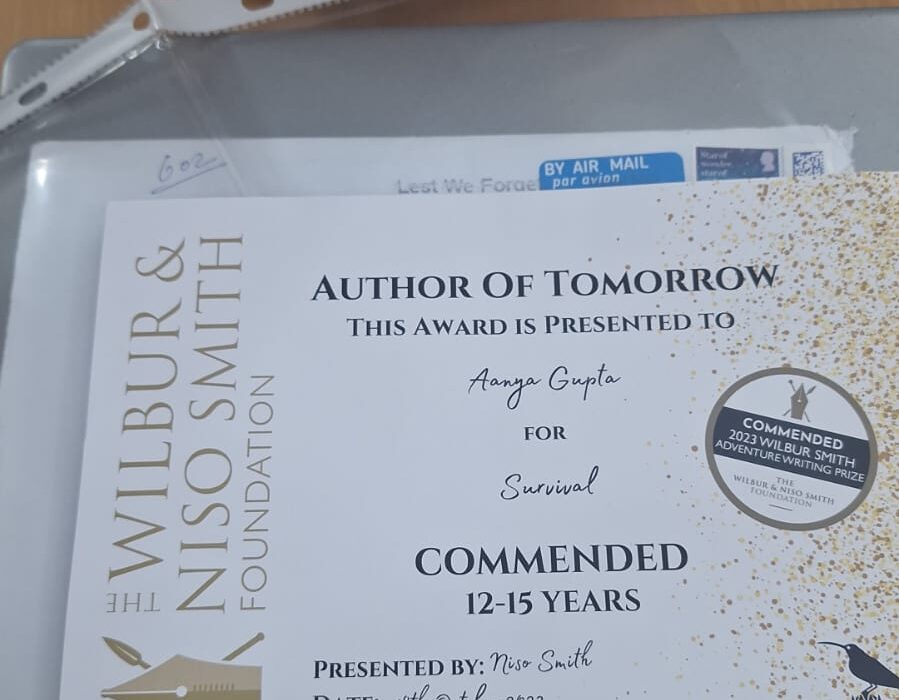 602
BY AIR MAIL
par avion
Lest We Forge
THE WILBUR &
NISO SMITH
FOUNDATION
AUTHOR OF TOMORROW
THIS AWARD IS PRESENTED TO
Aanya Gupta
FOR
Survival
COMMENDED
12-15 YEARS
PRESENTED BY: Niso Smith
COMMENDED
2023 WILBUR SMITH
ADVENTURE WRITING PRIZE
THE
WILBUR & NISO SMITH
FOUNDATION